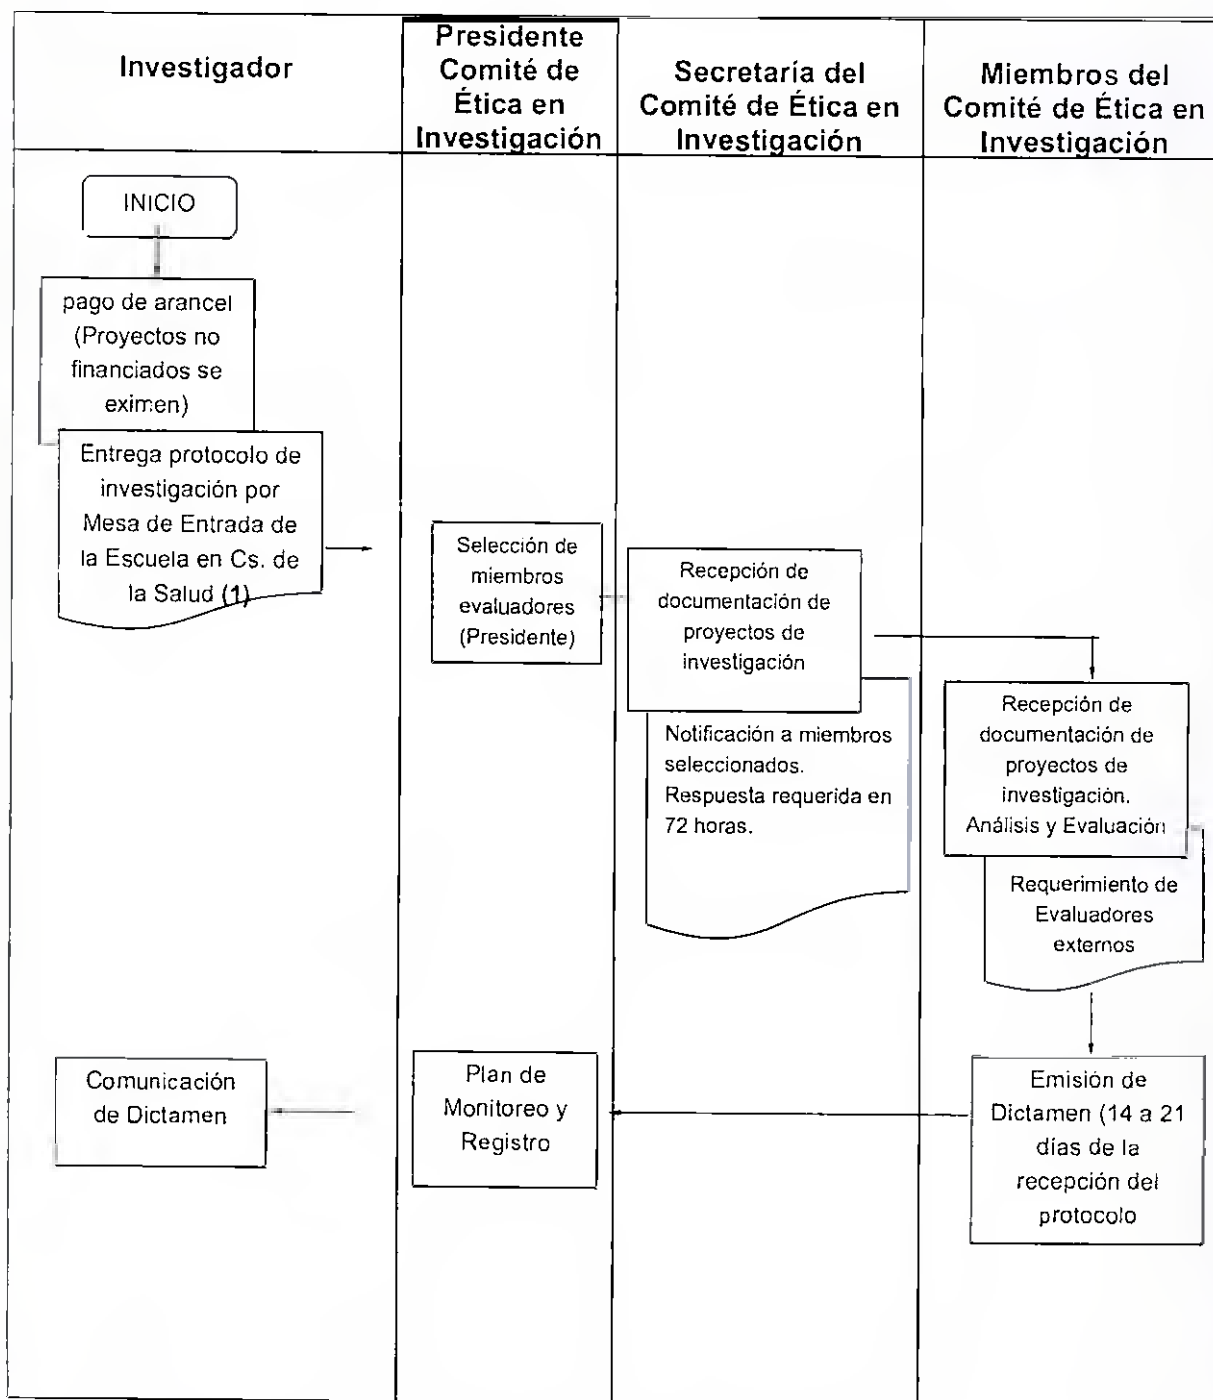 Investigador
Presidente
Comité de
Ética en
Investigación
Secretaría del
Comité de Ética en
Investigación
Miembros del
Comité de Ética en
Investigación
INICIO
pago de arancel
(Proyectos no
financiados se
eximen)
Entrega protocolo de
investigación por
Mesa de Entrada de
la Escuela en Cs. de
la Salud (1)
Selección de
miembros
evaluadores
(Presidente)
Recepción de
documentación de
proyectos de
investigación
Notificación a miembros
seleccionados.
Respuesta requerida en
72 horas.
Recepción de
documentación de
proyectos de
investigación.
Análisis y Evaluación
Requerimiento de
Evaluadores
externos
Comunicación
de Dictamen
Plan de
Monitoreo y
Registro
Emisión de
Dictamen (14 a 21
días de la
recepción del
protocolo